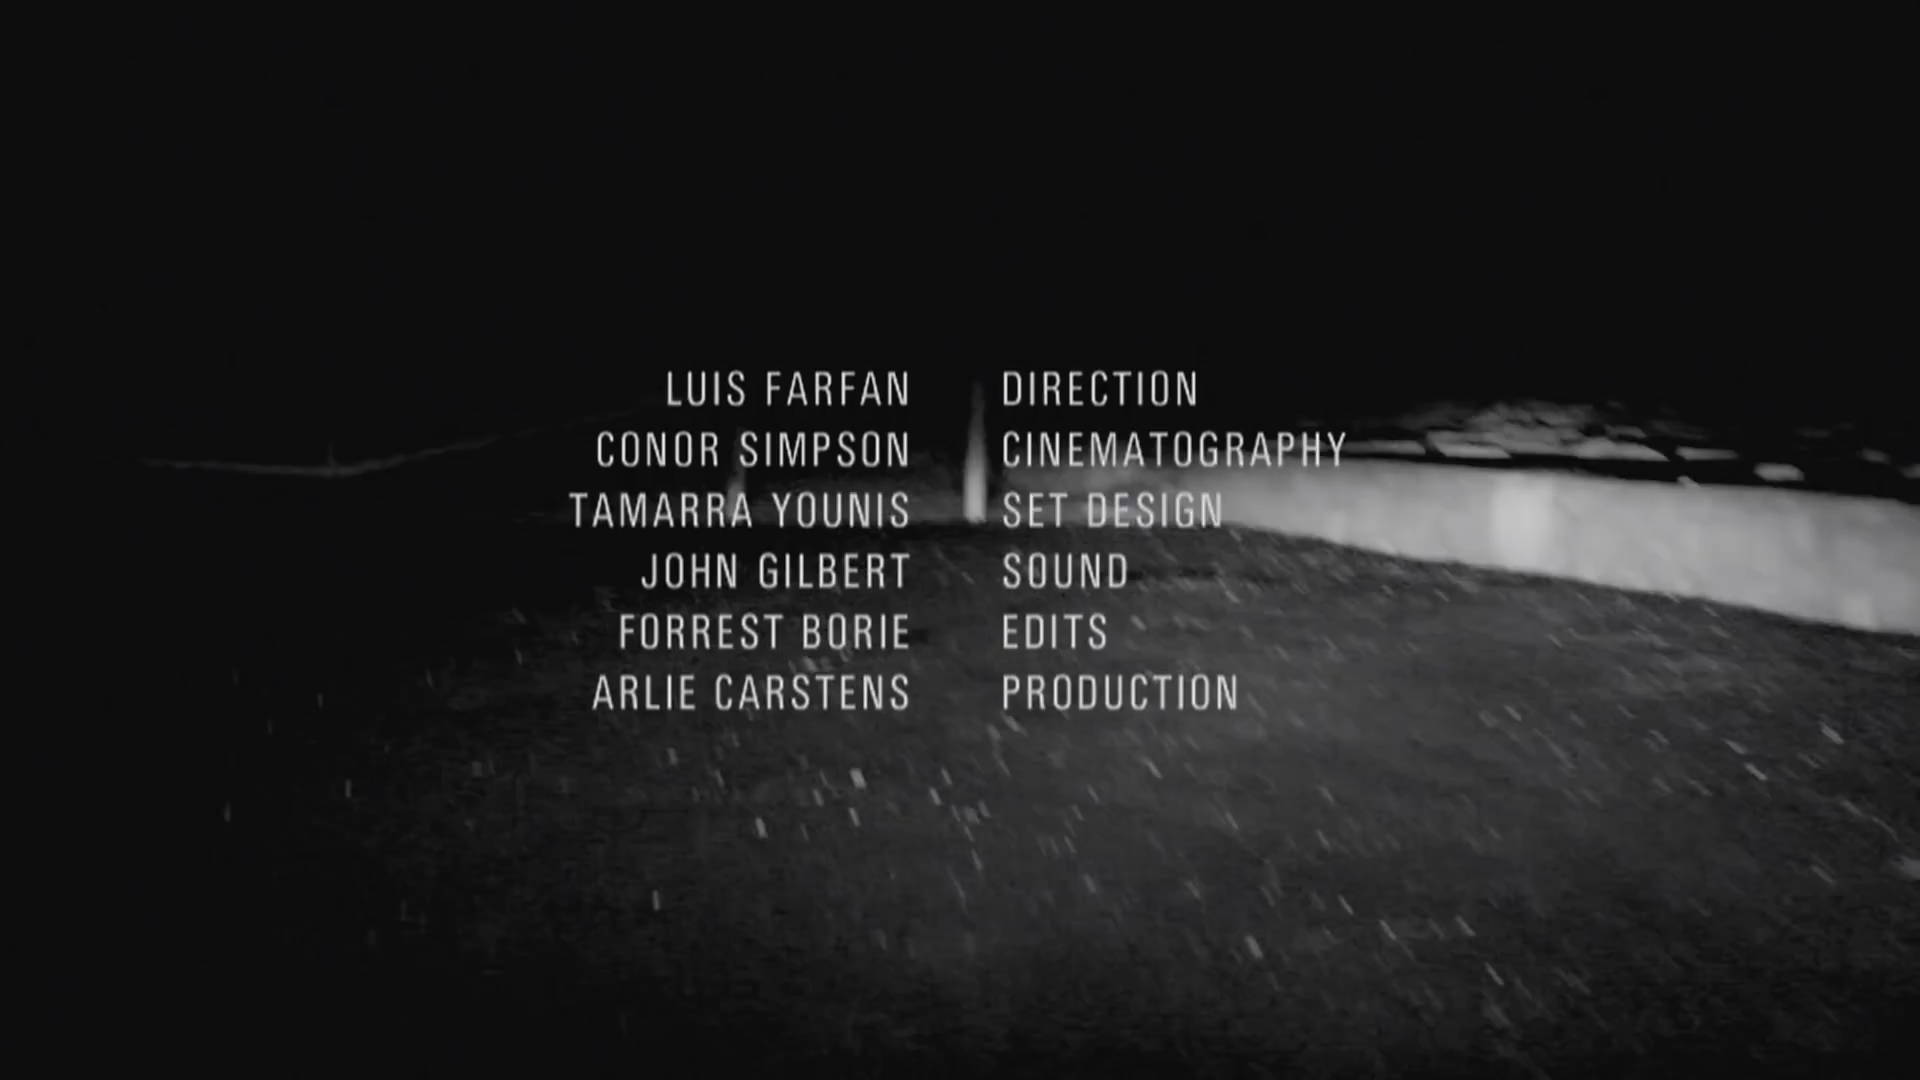 LUIS FARFAN DIRECTION
CONOR SIMPSON CINEMATOGRAPHY
TAMARRA YOUNIS SET DESIGN
JOHN GILBERT SOUND
FORREST BORIE EDITS
ARLIE CARSTENS PRODUCTION